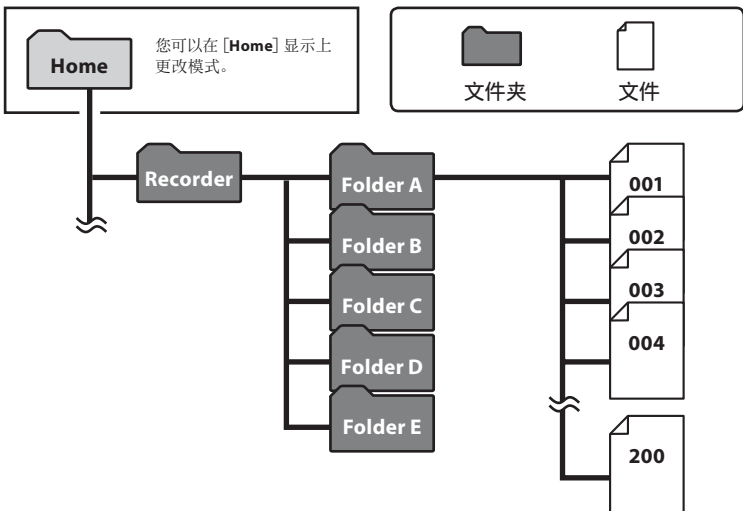 Home
您可以在 [Home] 显示上
更改模式。
文件夹
文件
Recorder
Folder A
Folder B
Folder C
Folder D
Folder E
001
002
003
004
200